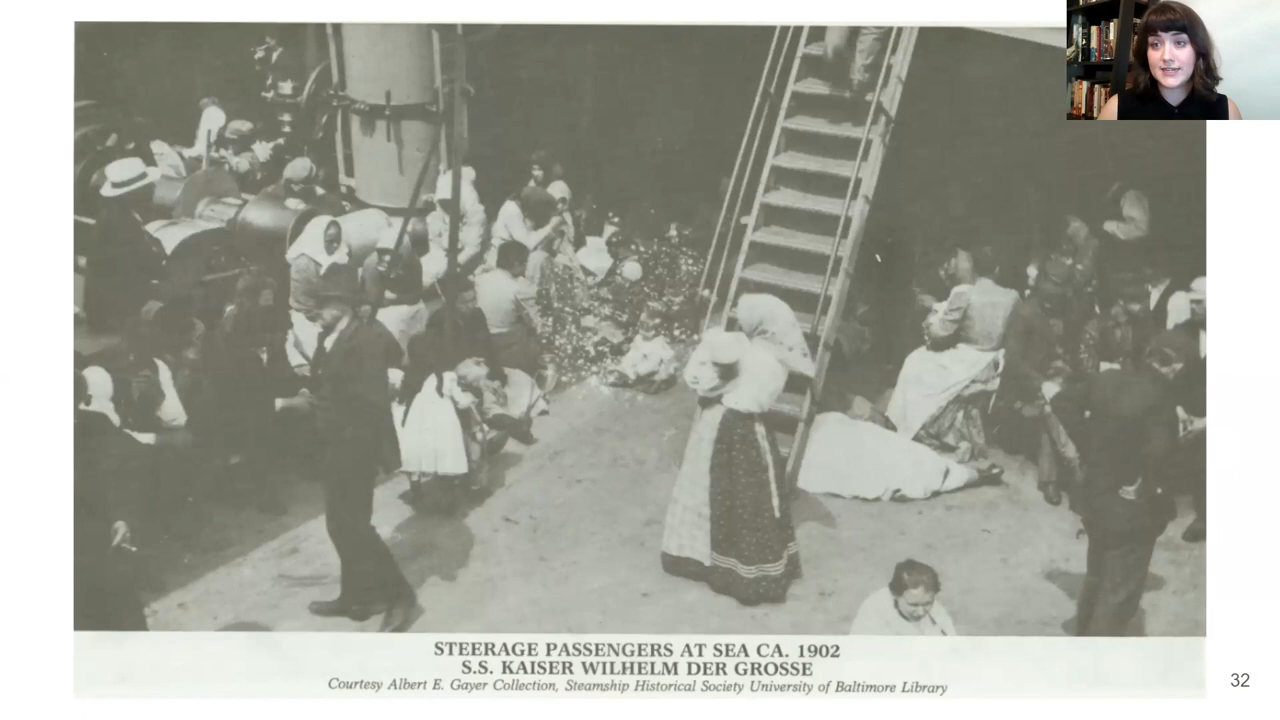 STEERAGE PASSENGERS AT SEA CA. 1902
S.S. KAISER WILHELM DER GROSSE
Courtesy Albert E. Gayer Collection, Steamship Historical Society University of Baltimore Library
32